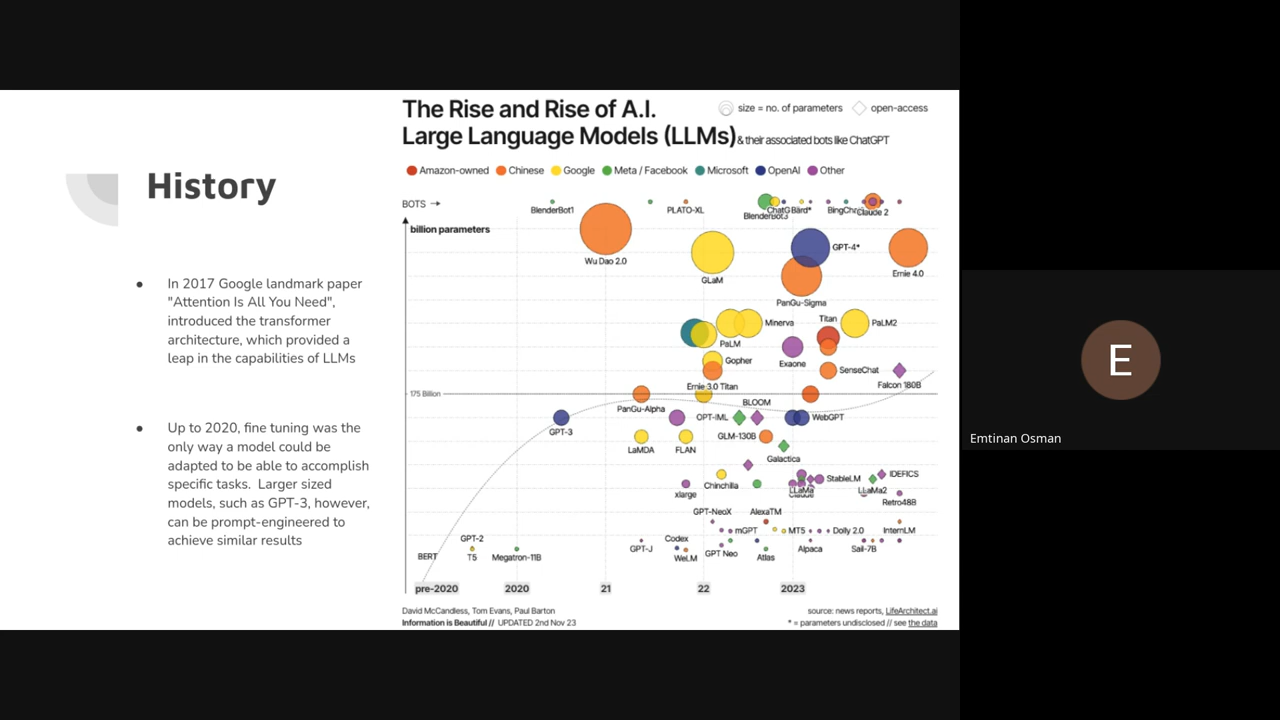 History
● In 2017 Google landmark paper
"Attention Is All You Need",
introduced the transformer
architecture, which provided a
leap in the capabilities of LLMs
● Up to 2020, fine tuning was the
only way a model could be
adapted to be able to accomplish
specific tasks. Larger sized
models, such as GPT-3, however,
can be prompt-engineered to
achieve similar results
The Rise and Rise of A.I.
size = no. of parameters open-access
Large Language Models (LLMs) & their associated bots like ChatGPT
Amazon-owned Chinese Google Meta / Facebook Microsoft OpenAI Other
BOTS →
BlenderBot1
PLATO-XL
BlenderBot3
Bard*
Claude 2
billion parameters
Wu Dao 2.0
GLaM
GPT-4*
Ernie 4.0
PanGu-Sigma
Minerva
Titan
PaLM2
PaLM
Gopher
Exaone
SenseChat
Ernie 3.0 Titan
Falcon 180B
175 Billion
PanGu-Alpha
BLOOM
GPT-3
OPT-IML
WebGPT
LaMDA
FLAN
GLM-130B
Galactica
xlarge
Chinchilla
LLaMa
StableLM
LLaMa2
IDEFICS
Retro48B
GPT-NeoX
AlexaTM
mGPT
MT5
Dolly 2.0
InternLM
BERT
GPT-2
T5
Megatron-11B
GPT-J
Codex
WeLM
GPT Neo
Atlas
Alpaca
Sail-7B
pre-2020 2020 21 22 2023
David McCandless, Tom Evans, Paul Barton
source: news reports, LifeArchitect.ai
Information is Beautiful // UPDATED 2nd Nov 23
* = parameters undisclosed // see the data
E
Emtinan Osman